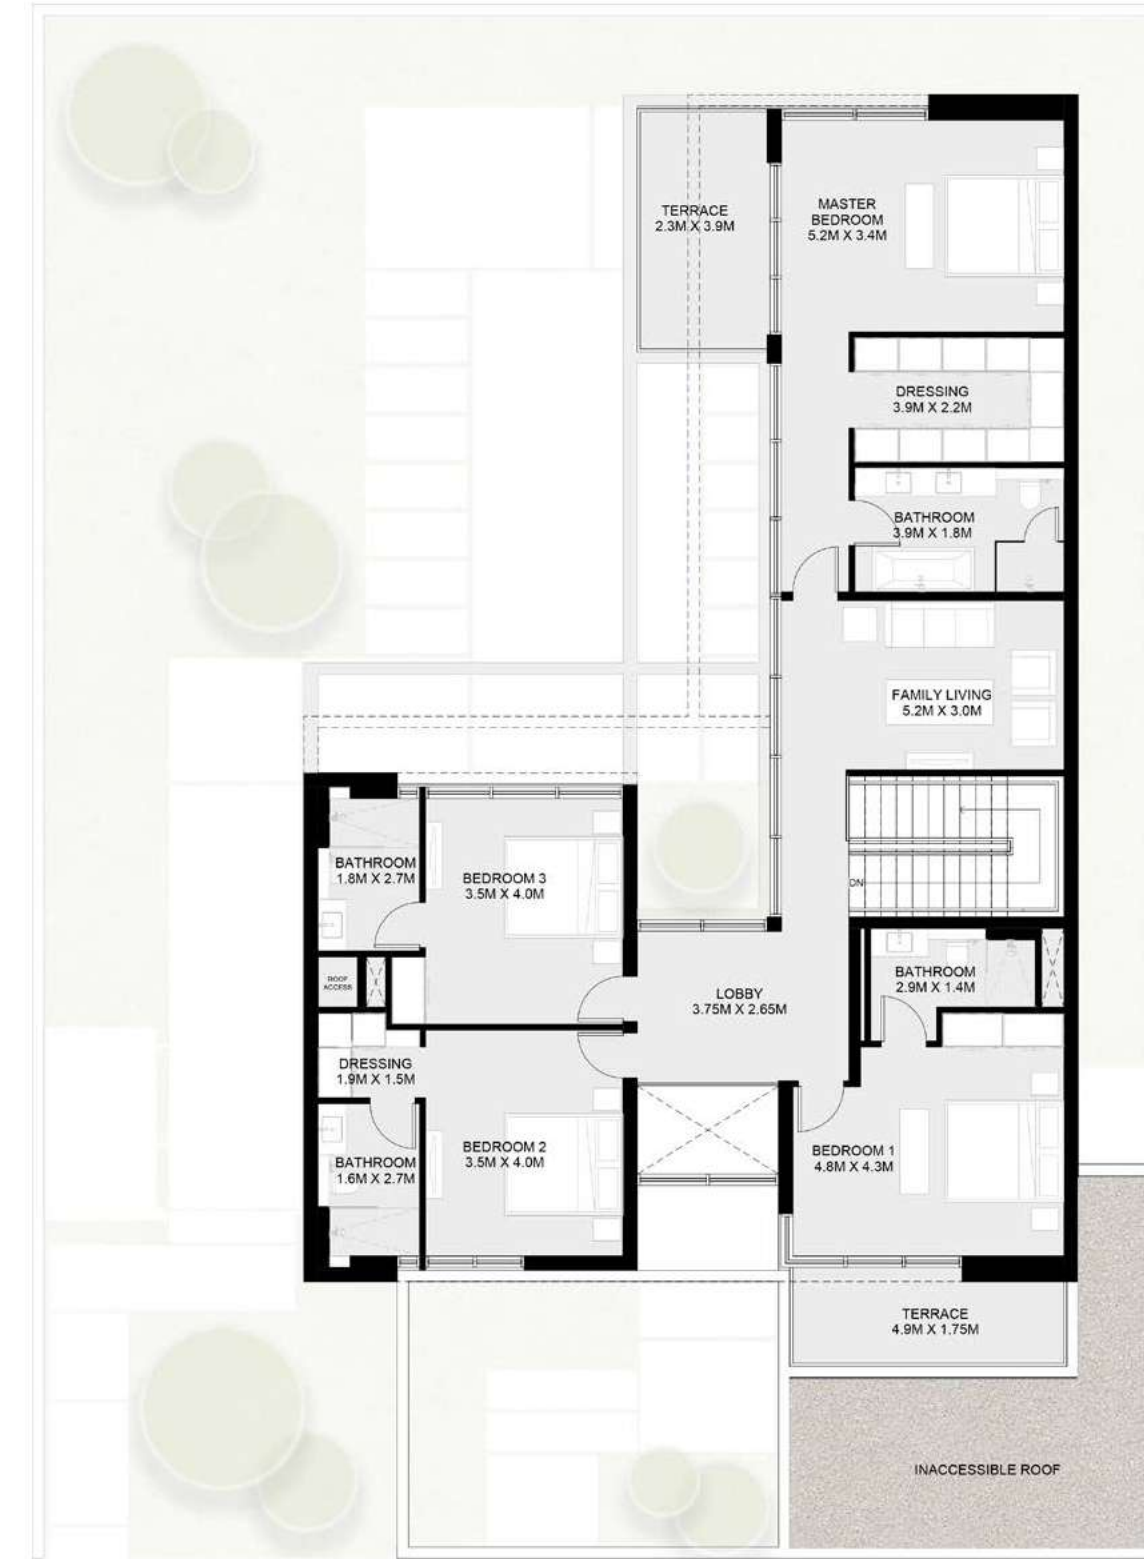 TERRACE
2.3M X 3.9M
MASTER
BEDROOM
5.2M X 3.4M
DRESSING
3.9M X 2.2M
BATHROOM
3.9M X 1.8M
FAMILY LIVING
5.2M X 3.0M
BATHROOM
1.8M X 2.7M
BEDROOM 3
3.5M X 4.0M
DN
ROOF
ACCESS
LOBBY
3.75M X 2.65M
BATHROOM
2.9M X 1.4M
DRESSING
1.9M X 1.5M
BATHROOM
1.6M X 2.7M
BEDROOM 2
3.5M X 4.0M
BEDROOM 1
4.8M X 4.3M
TERRACE
4.9M X 1.75M
INACCESSIBLE ROOF